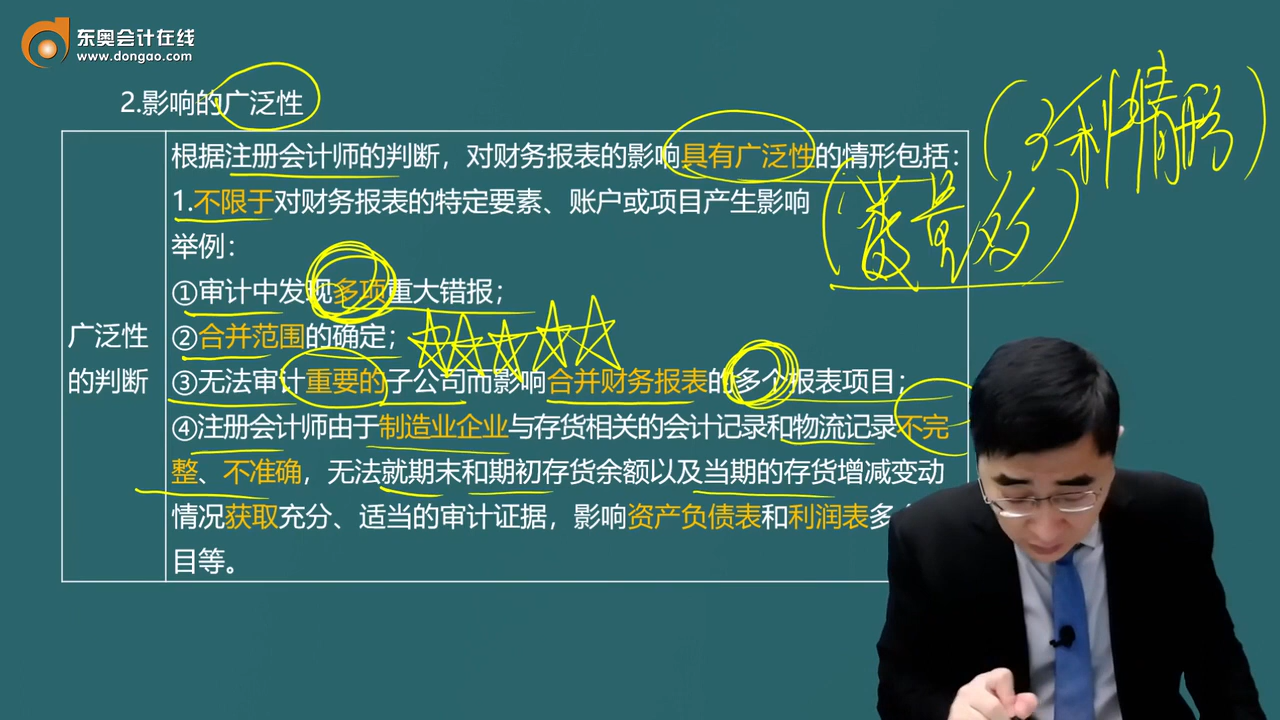 东奥会计在线
www.dongao.com
2.影响的广泛性
(3种情形)
广泛性
的判断
根据注册会计师的判断，对财务报表的影响具有广泛性的情形包括：
1.不限于对财务报表的特定要素、账户或项目产生影响
举例：
①审计中发现多项重大错报；
②合并范围的确定；
③无法审计重要的子公司而影响合并财务报表的多个报表项目；
④注册会计师由于制造业企业与存货相关的会计记录和物流记录不完
整、不准确，无法就期末和期初存货余额以及当期的存货增减变动
情况获取充分、适当的审计证据，影响资产负债表和利润表多
目等。